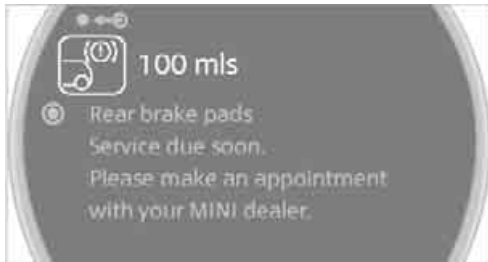 100 mls
Rear brake pads
Service due soon.
Please make an appointment
with your MINI dealer.